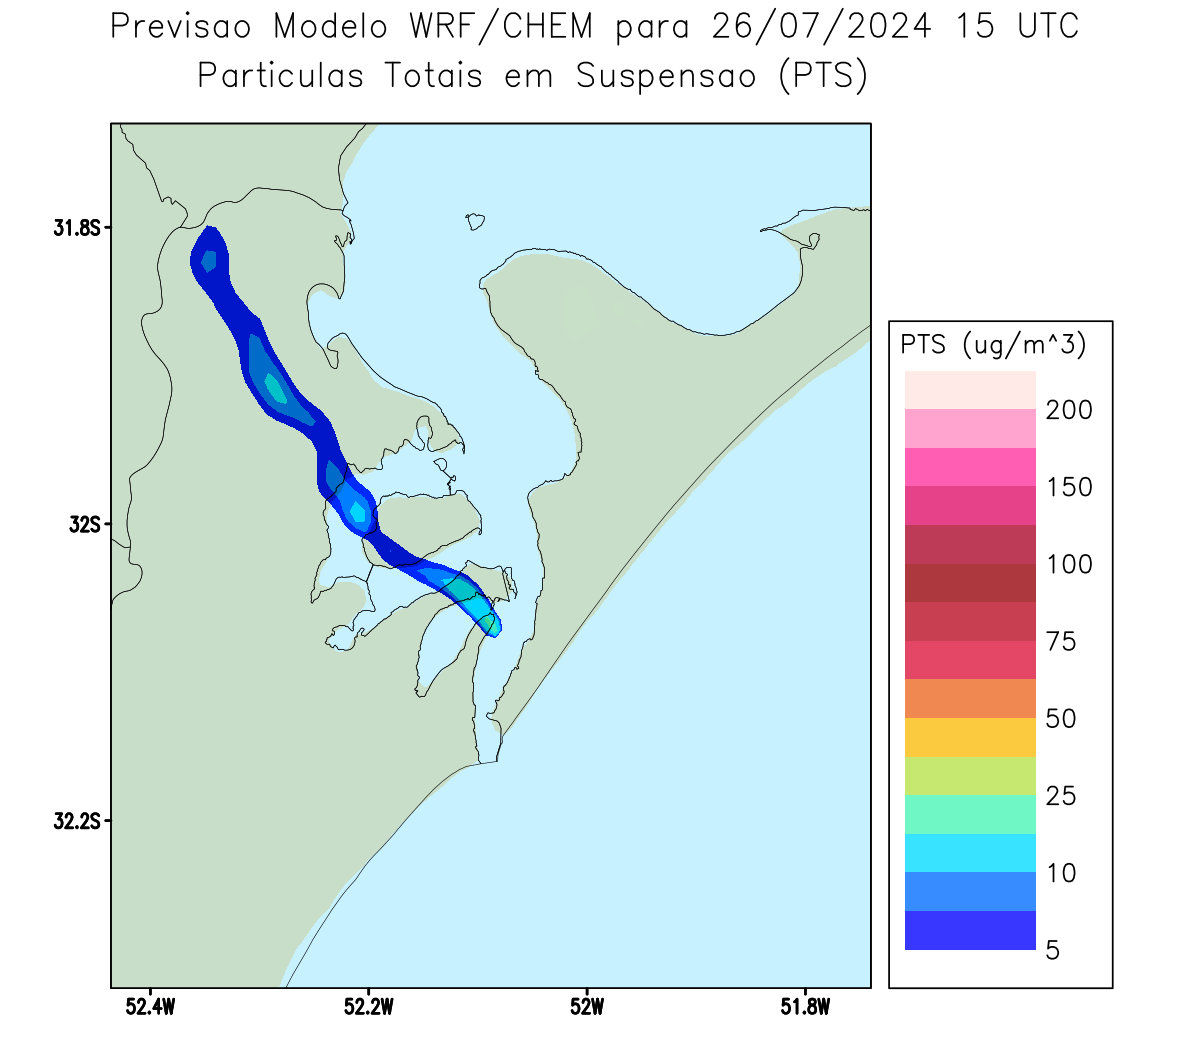 Previsao Modelo WRF/CHEM para 26/07/2024 15 UTC
Particulas Totais em Suspensao (PTS)
31.8S
32S
32.2S
52.4W
52.2W
52W
51.8W
PTS (ug/m^3)
200
150
100
75
50
25
10
5